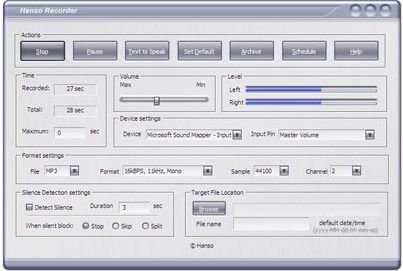 Hanso Recorder
Actions
Stop Pause Text to Speak Set Default Archive Schedule Help
Time
Recorded: 27 sec
Total: 28 sec
Maximum: 0 sec
Volume
Max Min
Level
Left
Right
Device settings
Device Microsoft Sound Mapper - Input Input Pin Master Volume
Format settings
File MP3 Format 16kBPS, 11kHz, Mono Sample 44100 Channel 2
Silence Detection settings
Detect Silence Duration 3 sec
When silent block: Stop Skip Split
Target File Location
Browse
File name default date/time
(yyyy MM-dd hh mm-ss)
© Hanso